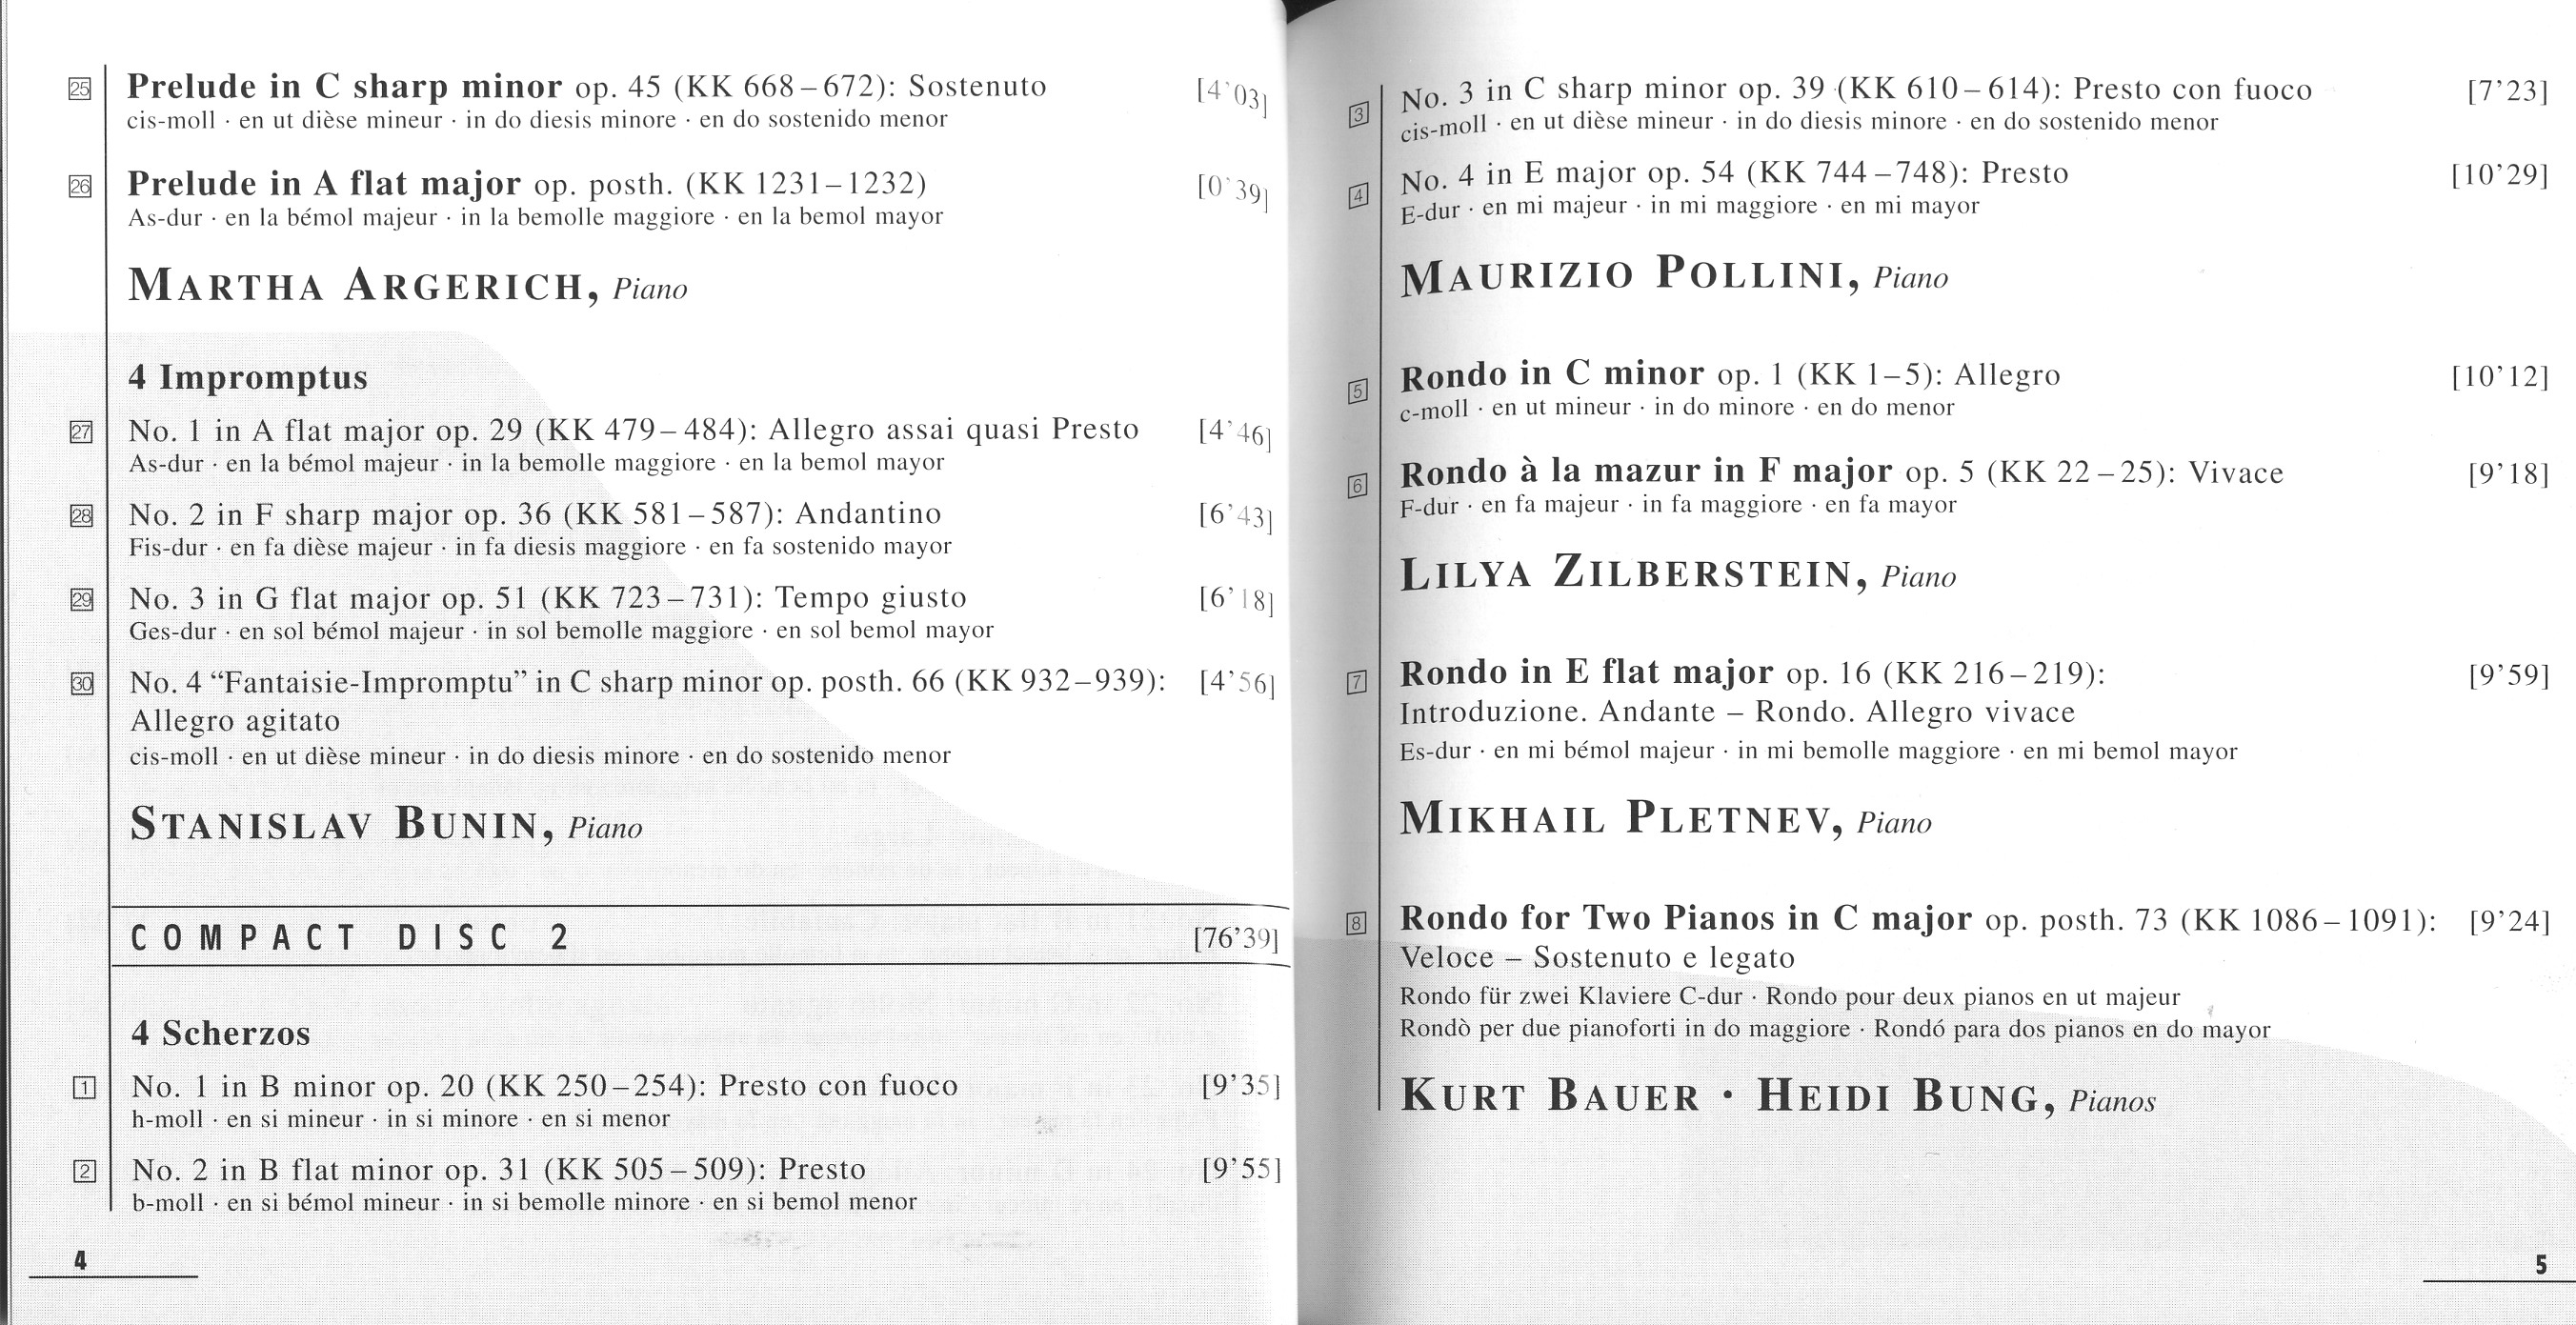 25 Prelude in C sharp minor op. 45 (KK 668–672): Sostenuto [4’03]
cis-moll · en ut dièse mineur · in do diesis minore · en do sostenido menor
26 Prelude in A flat major op. posth. (KK 1231–1232) [0’39]
As-dur · en la bémol majeur · in la bemolle maggiore · en la bemol mayor
MARTHA ARGERICH, Piano
4 Impromptus
27 No. 1 in A flat major op. 29 (KK 479–484): Allegro assai quasi Presto [4’46]
As-dur · en la bémol majeur · in la bemolle maggiore · en la bemol mayor
28 No. 2 in F sharp major op. 36 (KK 581–587): Andantino [6’43]
Fis-dur · en fa dièse majeur · in fa diesis maggiore · en fa sostenido mayor
29 No. 3 in G flat major op. 51 (KK 723–731): Tempo giusto [6’18]
Ges-dur · en sol bémol majeur · in sol bemolle maggiore · en sol bemol mayor
30 No. 4 “Fantaisie-Impromptu” in C sharp minor op. posth. 66 (KK 932–939): [4’56]
Allegro agitato
cis-moll · en ut dièse mineur · in do diesis minore · en do sostenido menor
STANISLAV BUNIN, Piano
COMPACT DISC 2 [76’39]
4 Scherzos
1 No. 1 in B minor op. 20 (KK 250–254): Presto con fuoco [9’35]
h-moll · en si mineur · in si minore · en si menor
2 No. 2 in B flat minor op. 31 (KK 505–509): Presto [9’55]
b-moll · en si bémol mineur · in si bemolle minore · en si bemol menor
4
3 No. 3 in C sharp minor op. 39 (KK 610–614): Presto con fuoco [7’23]
cis-moll · en ut dièse mineur · in do diesis minore · en do sostenido menor
4 No. 4 in E major op. 54 (KK 744–748): Presto [10’29]
E-dur · en mi majeur · in mi maggiore · en mi mayor
MAURIZIO POLLINI, Piano
5 Rondo in C minor op. 1 (KK 1–5): Allegro [10’12]
c-moll · en ut mineur · in do minore · en do menor
6 Rondo à la mazur in F major op. 5 (KK 22–25): Vivace [9’18]
F-dur · en fa majeur · in fa maggiore · en fa mayor
LILYA ZILBERSTEIN, Piano
7 Rondo in E flat major op. 16 (KK 216–219): [9’59]
Introduzione. Andante – Rondo. Allegro vivace
Es-dur · en mi bémol majeur · in mi bemolle maggiore · en mi bemol mayor
MIKHAIL PLETNEV, Piano
8 Rondo for Two Pianos in C major op. posth. 73 (KK 1086–1091): [9’24]
Veloce – Sostenuto e legato
Rondo für zwei Klaviere C-dur · Rondo pour deux pianos en ut majeur
Rondò per due pianoforti in do maggiore · Rondó para dos pianos en do mayor
KURT BAUER · HEIDI BUNG, Pianos
5